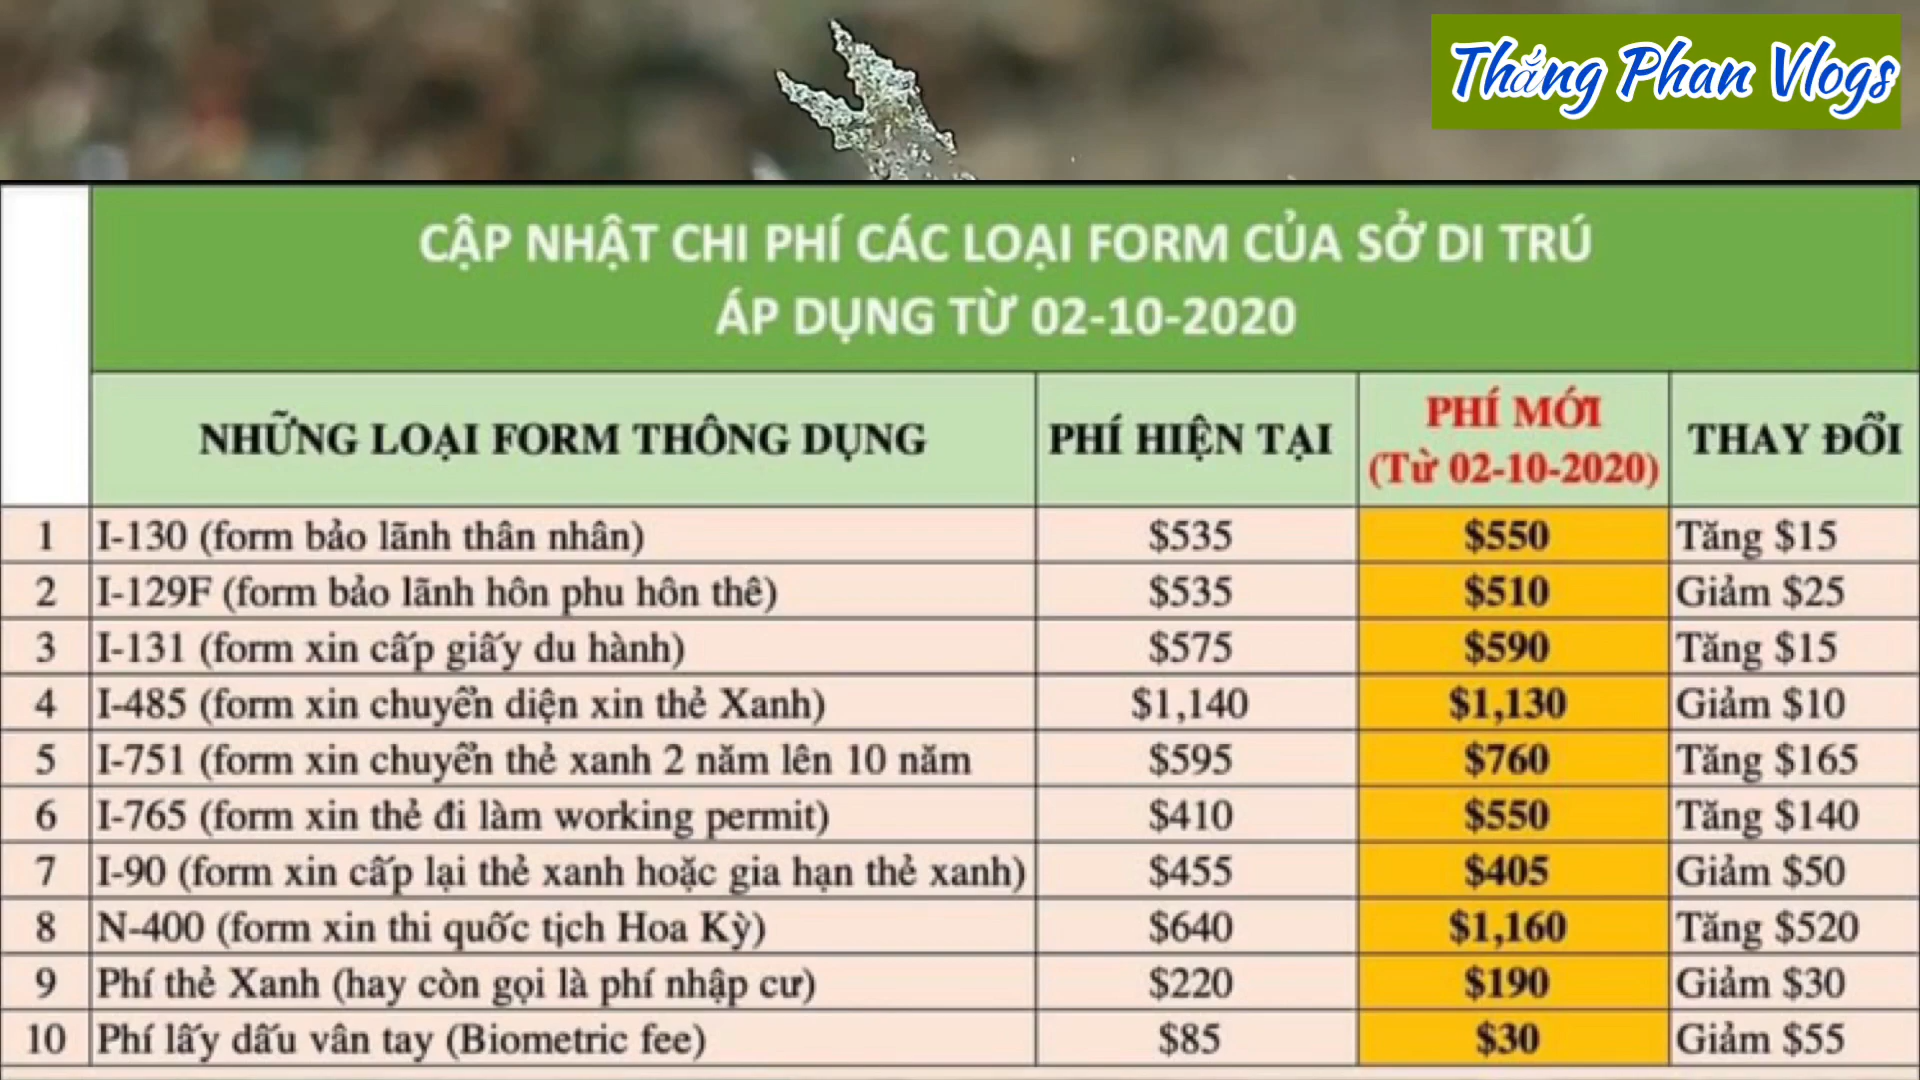 Thắng Phan Vlogs
CẬP NHẬT CHI PHÍ CÁC LOẠI FORM CỦA SỞ DI TRÚ
ÁP DỤNG TỪ 02-10-2020
NHỮNG LOẠI FORM THÔNG DỤNG PHÍ HIỆN TẠI PHÍ MỚI (Từ 02-10-2020) THAY ĐỔI
1 I-130 (form bảo lãnh thân nhân) $535 $550 Tăng $15
2 I-129F (form bảo lãnh hôn phu hôn thê) $535 $510 Giảm $25
3 I-131 (form xin cấp giấy du hành) $575 $590 Tăng $15
4 I-485 (form xin chuyển diện xin thẻ Xanh) $1,140 $1,130 Giảm $10
5 I-751 (form xin chuyển thẻ xanh 2 năm lên 10 năm $595 $760 Tăng $165
6 I-765 (form xin thẻ đi làm working permit) $410 $550 Tăng $140
7 I-90 (form xin cấp lại thẻ xanh hoặc gia hạn thẻ xanh) $455 $405 Giảm $50
8 N-400 (form xin thi quốc tịch Hoa Kỳ) $640 $1,160 Tăng $520
9 Phí thẻ Xanh (hay còn gọi là phí nhập cư) $220 $190 Giảm $30
10 Phí lấy dấu vân tay (Biometric fee) $85 $30 Giảm $55